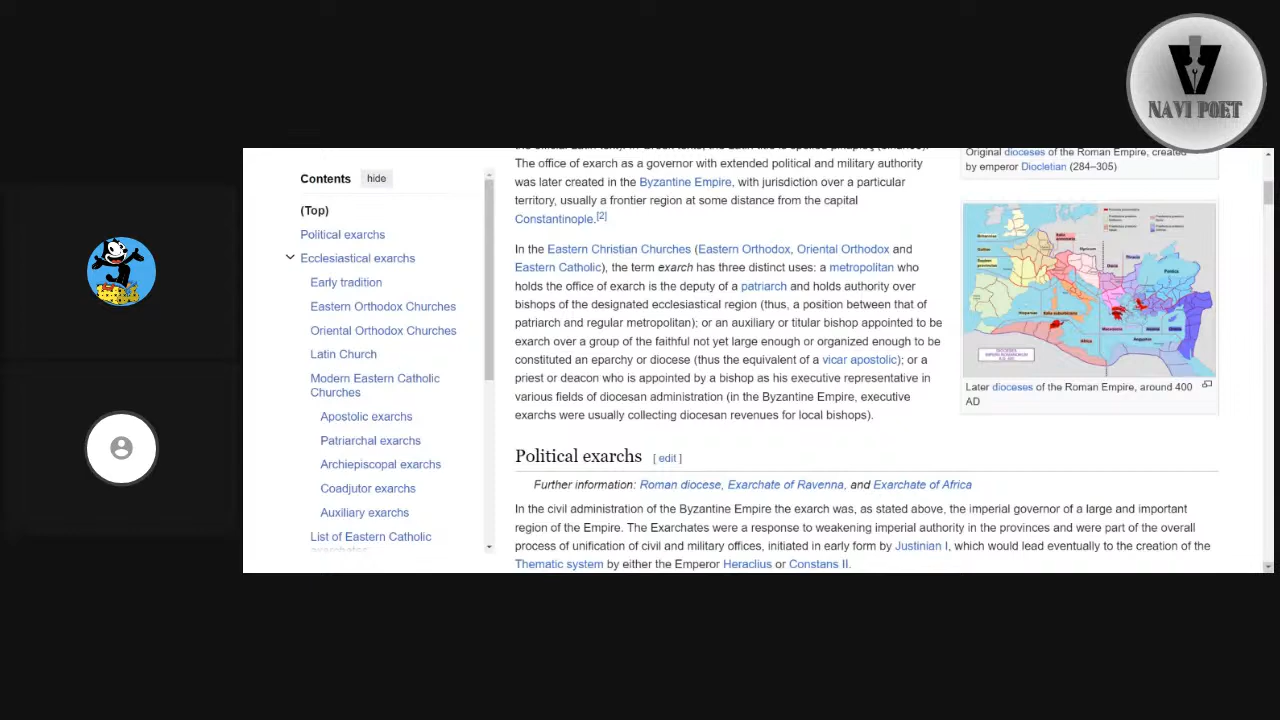 NAVI POET
Contents hide
(Top)
Political exarchs
Ecclesiastical exarchs
Early tradition
Eastern Orthodox Churches
Oriental Orthodox Churches
Latin Church
Modern Eastern Catholic
Churches
Apostolic exarchs
Patriarchal exarchs
Archiepiscopal exarchs
Coadjutor exarchs
Auxiliary exarchs
List of Eastern Catholic
The office of exarch as a governor with extended political and military authority
was later created in the Byzantine Empire, with jurisdiction over a particular
territory, usually a frontier region at some distance from the capital
Constantinople.[2]
In the Eastern Christian Churches (Eastern Orthodox, Oriental Orthodox and
Eastern Catholic), the term exarch has three distinct uses: a metropolitan who
holds the office of exarch is the deputy of a patriarch and holds authority over
bishops of the designated ecclesiastical region (thus, a position between that of
patriarch and regular metropolitan); or an auxiliary or titular bishop appointed to be
exarch over a group of the faithful not yet large enough or organized enough to be
constituted an eparchy or diocese (thus the equivalent of a vicar apostolic); or a
priest or deacon who is appointed by a bishop as his executive representative in
various fields of diocesan administration (in the Byzantine Empire, executive
exarchs were usually collecting diocesan revenues for local bishops).
Original dioceses of the Roman Empire, created
by emperor Diocletian (284–305)
Later dioceses of the Roman Empire, around 400
AD
Political exarchs [ edit ]
Further information: Roman diocese, Exarchate of Ravenna, and Exarchate of Africa
In the civil administration of the Byzantine Empire the exarch was, as stated above, the imperial governor of a large and important
region of the Empire. The Exarchates were a response to weakening imperial authority in the provinces and were part of the overall
process of unification of civil and military offices, initiated in early form by Justinian I, which would lead eventually to the creation of the
Thematic system by either the Emperor Heraclius or Constans II.